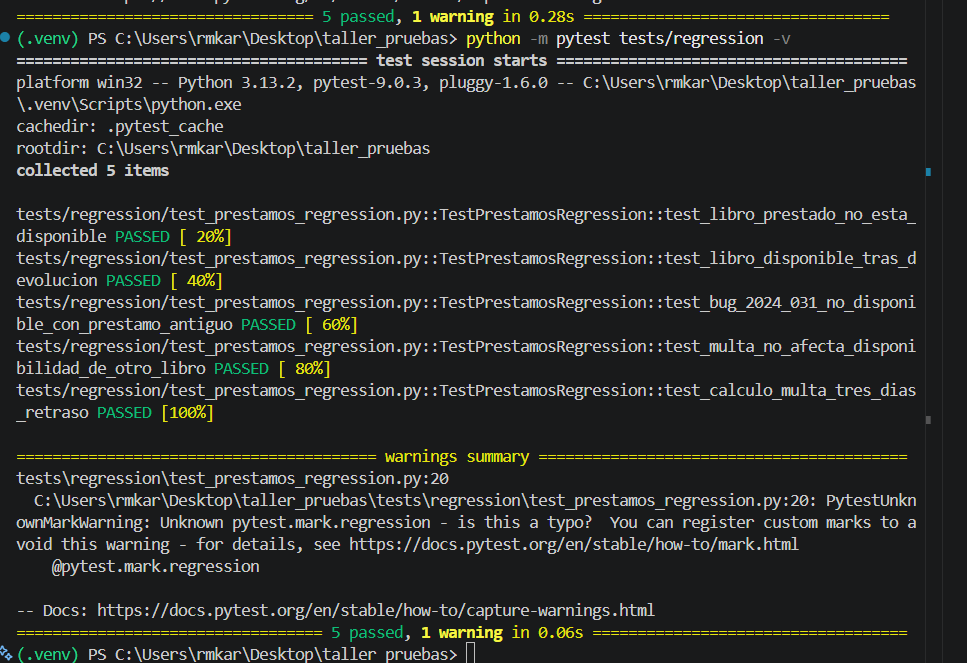 ================================= 5 passed, 1 warning in 0.28s ==================================
(.venv) PS C:\Users\rmkar\Desktop\taller_pruebas> python -m pytest tests/regression -v
======================================= test session starts =======================================
platform win32 -- Python 3.13.2, pytest-9.0.3, pluggy-1.6.0 -- C:\Users\rmkar\Desktop\taller_pruebas
\.venv\Scripts\python.exe
cachedir: .pytest_cache
rootdir: C:\Users\rmkar\Desktop\taller_pruebas
collected 5 items
tests/regression/test_prestamos_regression.py::TestPrestamosRegression::test_libro_prestado_no_esta_
disponible PASSED [ 20%]
tests/regression/test_prestamos_regression.py::TestPrestamosRegression::test_libro_disponible_tras_d
evolucion PASSED [ 40%]
tests/regression/test_prestamos_regression.py::TestPrestamosRegression::test_bug_2024_031_no_disponi
ble_con_prestamo_antiguo PASSED [ 60%]
tests/regression/test_prestamos_regression.py::TestPrestamosRegression::test_multa_no_afecta_disponi
bilidad_de_otro_libro PASSED [ 80%]
tests/regression/test_prestamos_regression.py::TestPrestamosRegression::test_calculo_multa_tres_dias
_retraso PASSED [100%]
======================================== warnings summary =========================================
tests\regression\test_prestamos_regression.py:20
C:\Users\rmkar\Desktop\taller_pruebas\tests\regression\test_prestamos_regression.py:20: PytestUnkn
ownMarkWarning: Unknown pytest.mark.regression - is this a typo?  You can register custom marks to a
void this warning - for details, see https://docs.pytest.org/en/stable/how-to/mark.html
@pytest.mark.regression
-- Docs: https://docs.pytest.org/en/stable/how-to/capture-warnings.html
================================== 5 passed, 1 warning in 0.06s ===================================
(.venv) PS C:\Users\rmkar\Desktop\taller_pruebas>